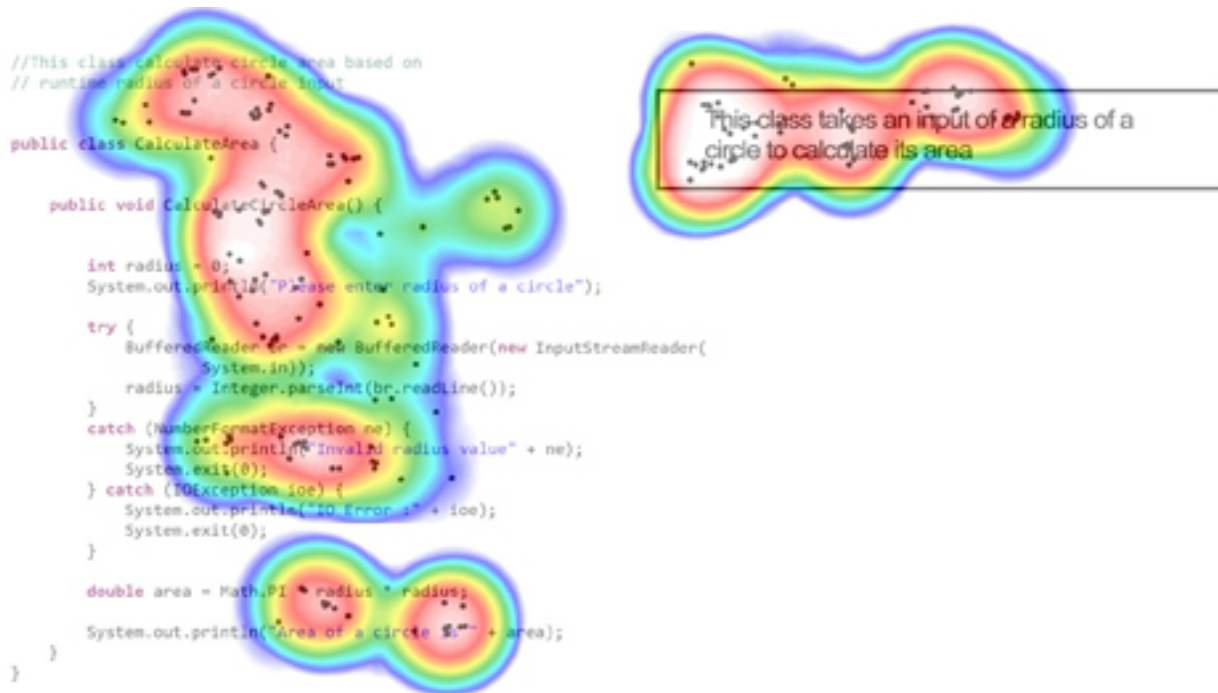 //This class calculate circle area based on
// runtime radius of a circle input
public class CalculateArea {
public void CalculateCircleArea() {
int radius = 0;
System.out.println("Please enter radius of a circle");
try {
BufferedReader br = new BufferedReader(new InputStreamReader(
System.in));
radius = Integer.parseInt(br.readLine());
}
catch (NumberFormatException ne) {
System.out.println("Invalid radius value" + ne);
System.exit(0);
} catch (IOException ioe) {
System.out.println("IO Error :" + ioe);
System.exit(0);
}
double area = Math.PI * radius * radius;
System.out.println("Area of a circle is " + area);
}
}
This class takes an input of a radius of a
circle to calculate its area